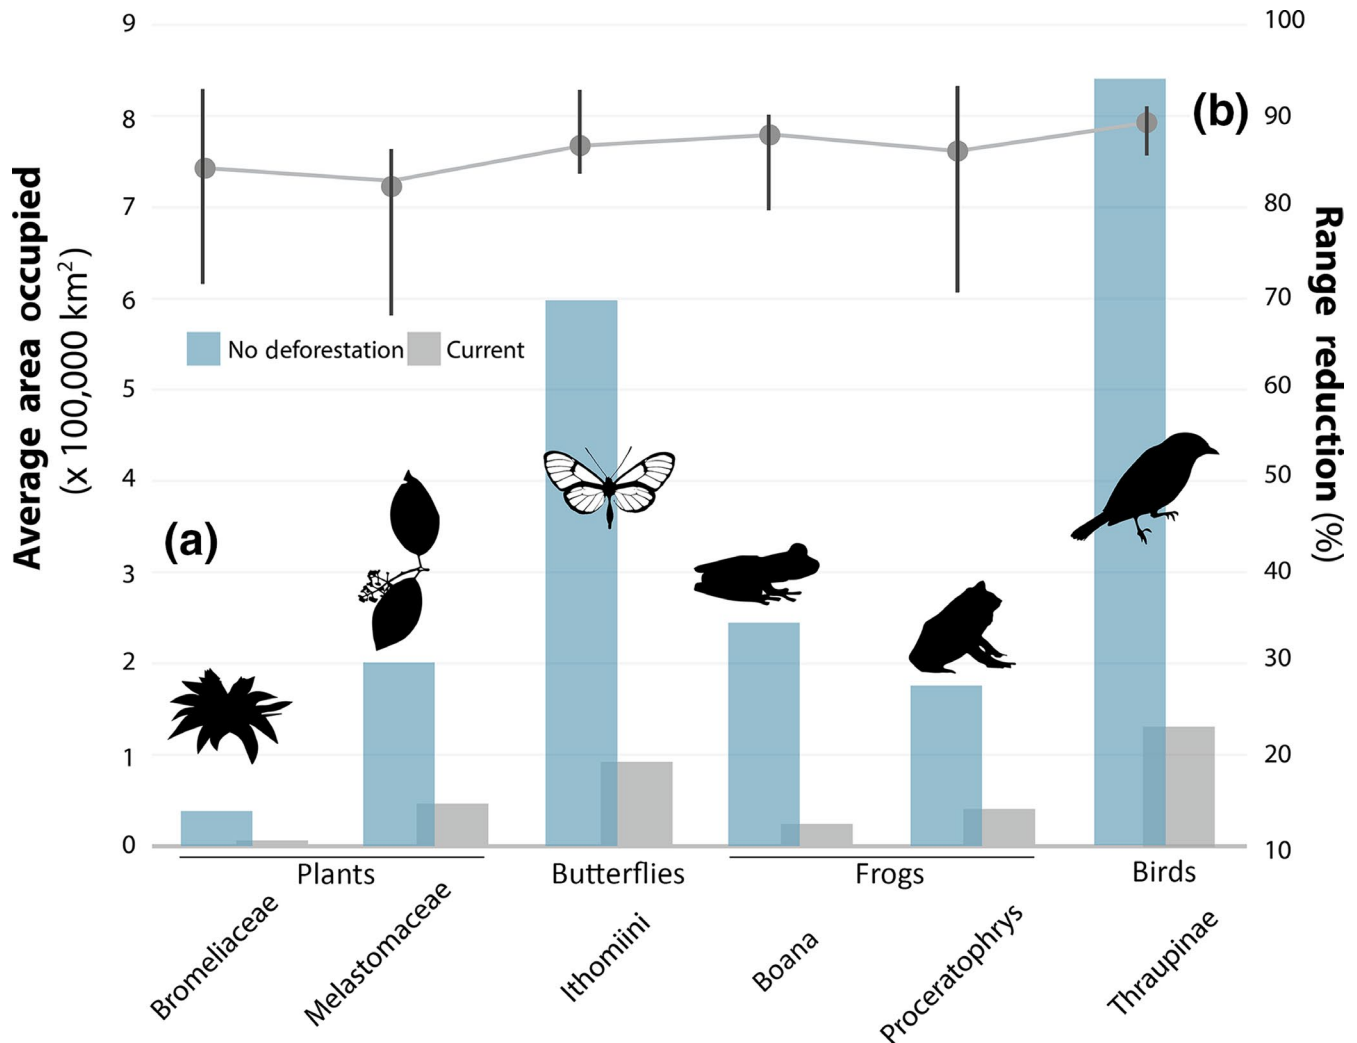 9
8
7
6
5
4
3
2
1
0
Average area occupied
(x 100,000 km²)
100
90
80
70
60
50
40
30
20
10
Range reduction (%)
(b)
No deforestation
Current
(a)
Plants
Butterflies
Frogs
Birds
Bromeliaceae
Melastomaceae
Ithomiini
Boana
Proceratophrys
Thraupinae